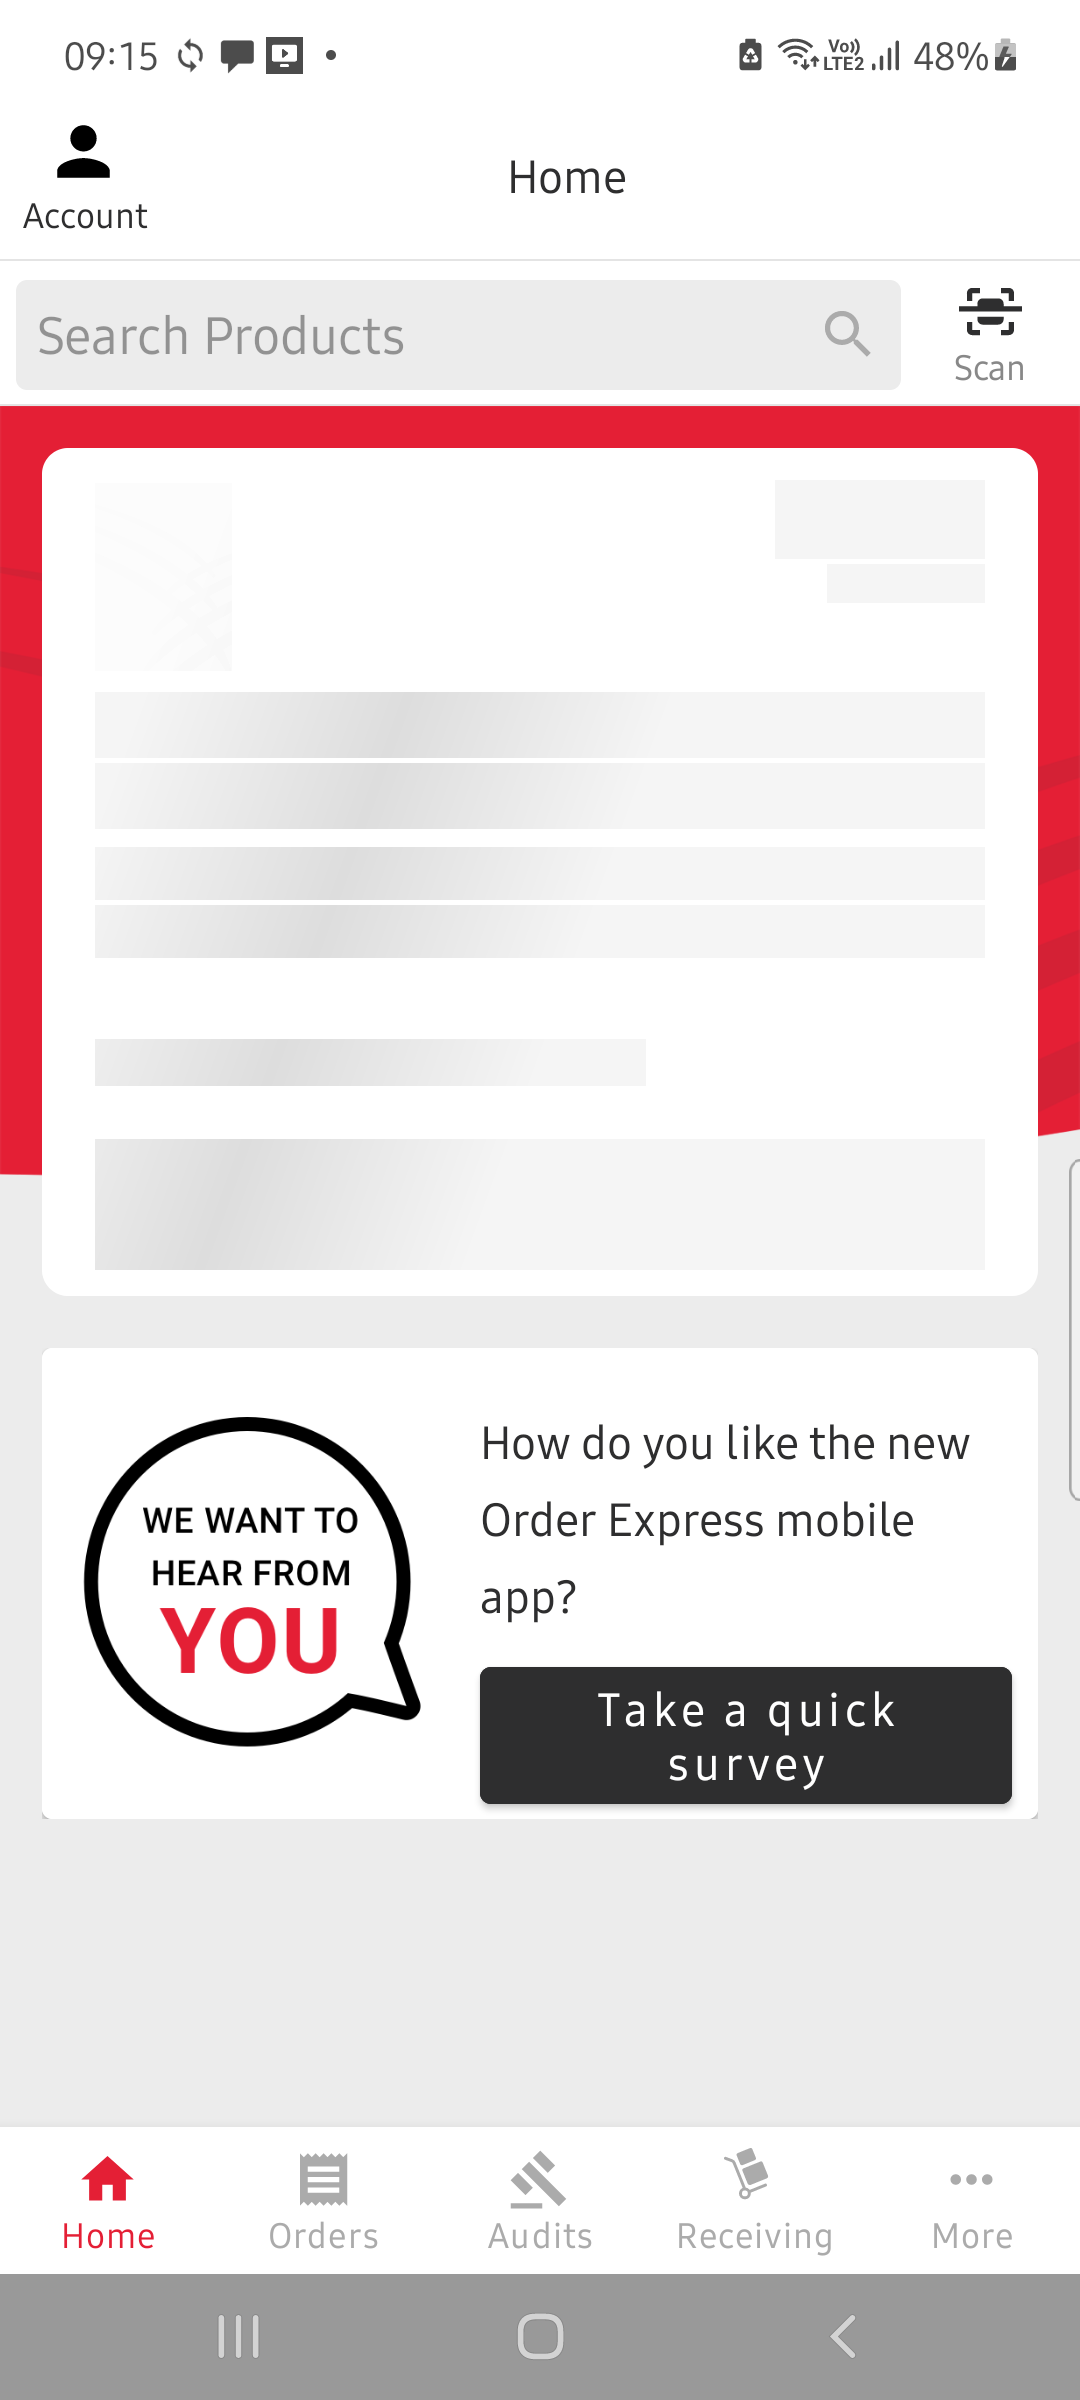 09:15
Vo)) LTE2 48%
Account
Home
Search Products
Scan
WE WANT TO
HEAR FROM
YOU
How do you like the new
Order Express mobile
app?
Take a quick
survey
Home
Orders
Audits
Receiving
More